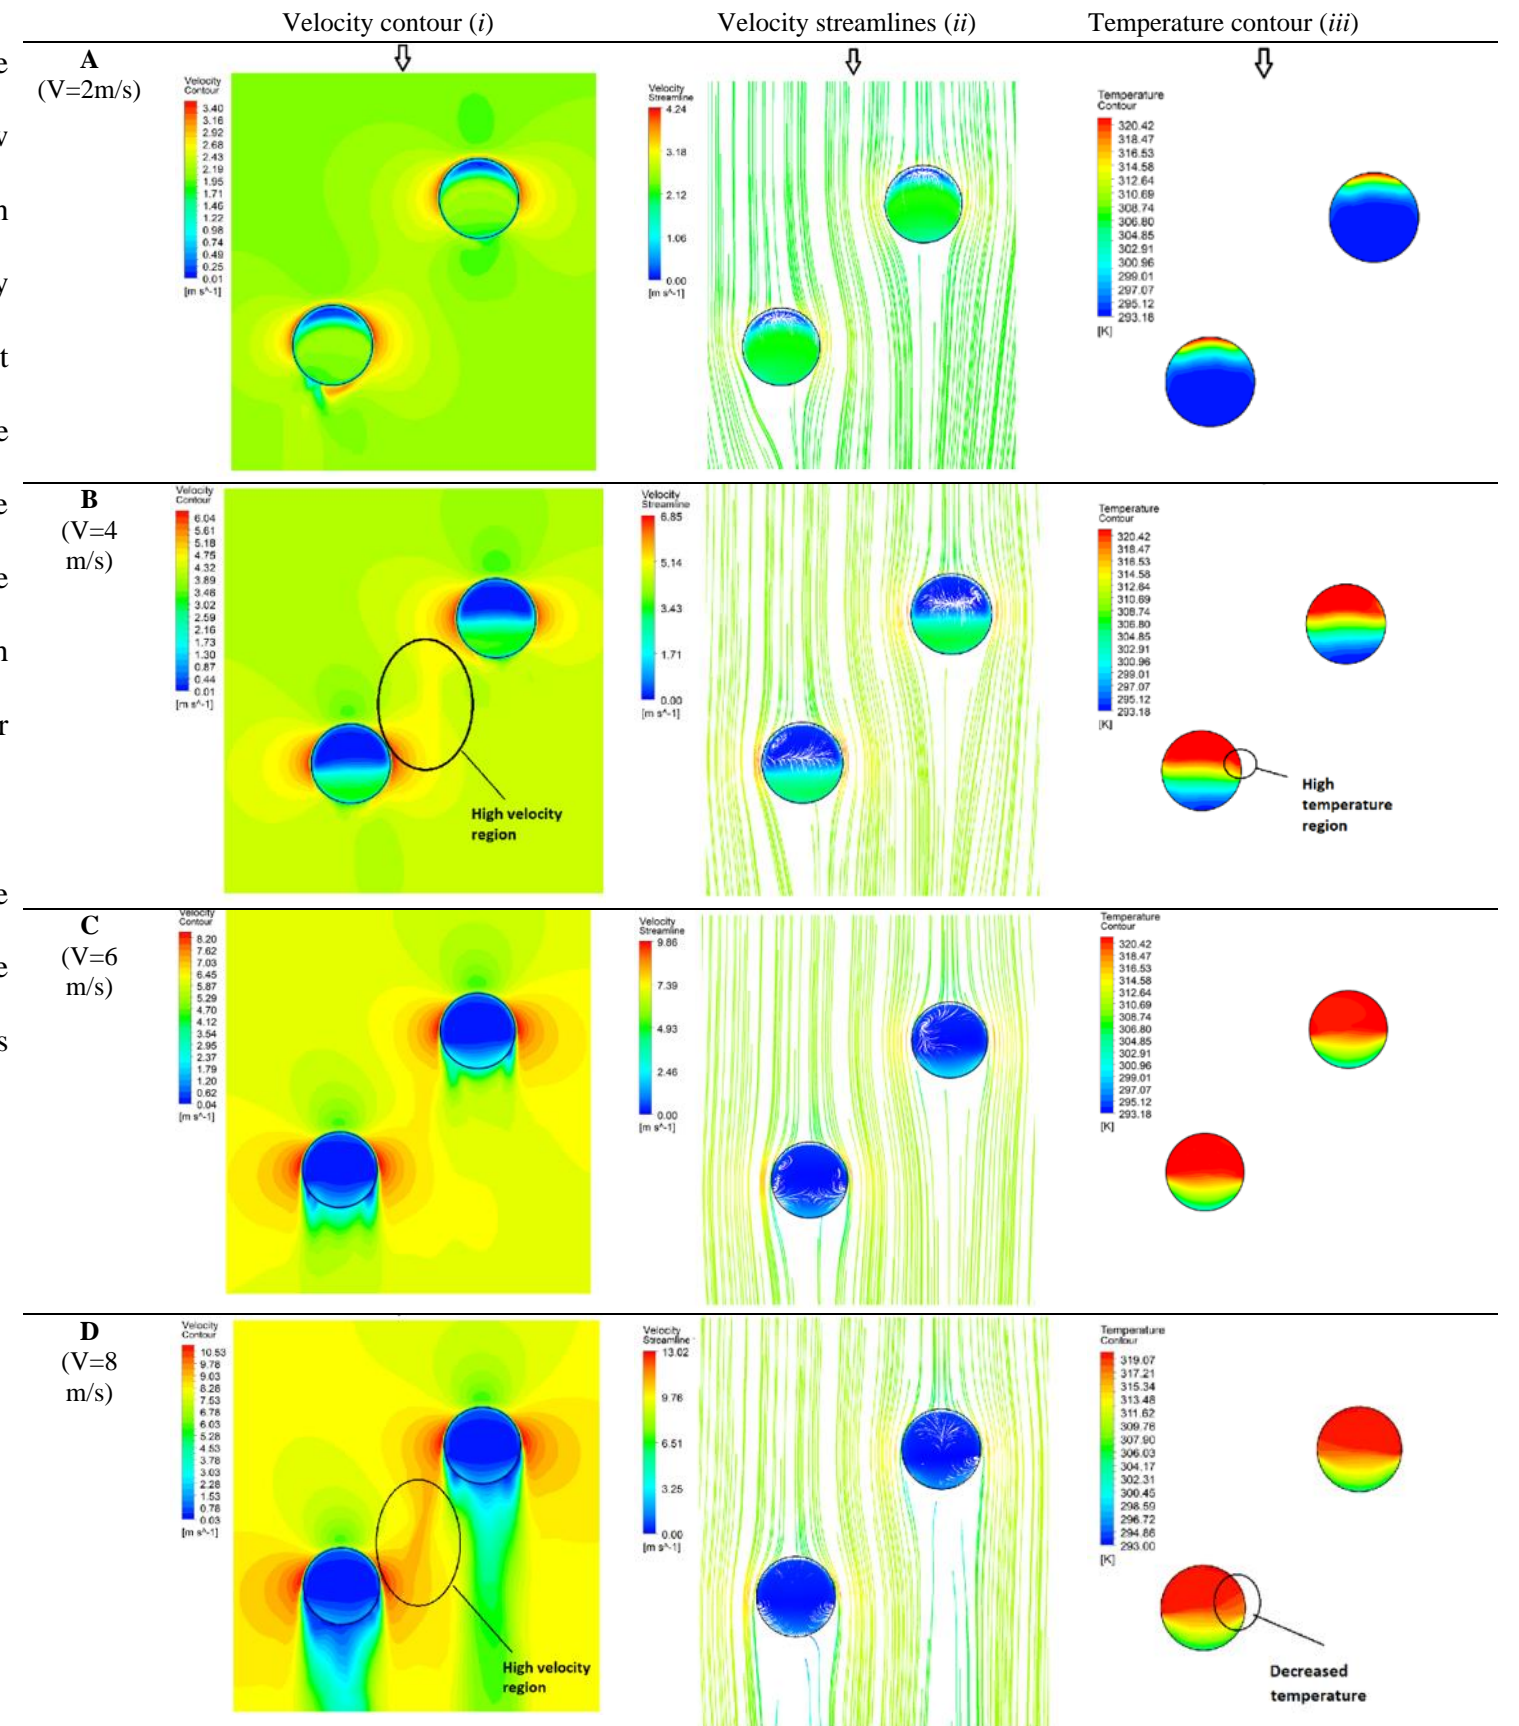 Velocity contour (i) Velocity streamlines (ii) Temperature contour (iii)
e
w
n
y
t
e
e
e
n
r
e
e
s
A
(V=2m/s)
Velocity
Contour
3.40
3.16
2.92
2.68
2.43
2.19
1.95
1.71
1.46
1.22
0.98
0.74
0.49
0.25
0.01
[m s^-1]
Velocity
Streamline
4.24
3.18
2.12
1.06
0.00
[m s^-1]
Temperature
Contour
320.42
318.47
316.53
314.58
312.64
310.69
308.74
306.80
304.85
302.91
300.96
299.01
297.07
295.12
293.18
[K]
B
(V=4
m/s)
Velocity
Contour
6.04
5.61
5.18
4.75
4.32
3.89
3.46
3.02
2.59
2.16
1.73
1.30
0.87
0.44
0.01
[m s^-1]
High velocity
region
Velocity
Streamline
6.85
5.14
3.43
1.71
0.00
[m s^-1]
Temperature
Contour
320.42
318.47
316.53
314.58
312.64
310.69
308.74
306.80
304.85
302.91
300.96
299.01
297.07
295.12
293.18
[K]
High
temperature
region
C
(V=6
m/s)
Velocity
Contour
8.20
7.62
7.03
6.45
5.87
5.29
4.70
4.12
3.54
2.95
2.37
1.79
1.20
0.62
0.04
[m s^-1]
Velocity
Streamline
9.86
7.39
4.93
2.46
0.00
[m s^-1]
Temperature
Contour
320.42
318.47
316.53
314.58
312.64
310.69
308.74
306.80
304.85
302.91
300.96
299.01
297.07
295.12
293.18
[K]
D
(V=8
m/s)
Velocity
Contour
10.53
9.78
9.03
8.28
7.53
6.78
6.03
5.28
4.53
3.78
3.03
2.28
1.53
0.78
0.03
[m s^-1]
High velocity
region
Velocity
Streamline
13.02
9.76
6.51
3.25
0.00
[m s^-1]
Temperature
Contour
319.07
317.21
315.34
313.48
311.62
309.76
307.90
306.03
304.17
302.31
300.45
298.59
296.72
294.86
293.00
[K]
Decreased
temperature